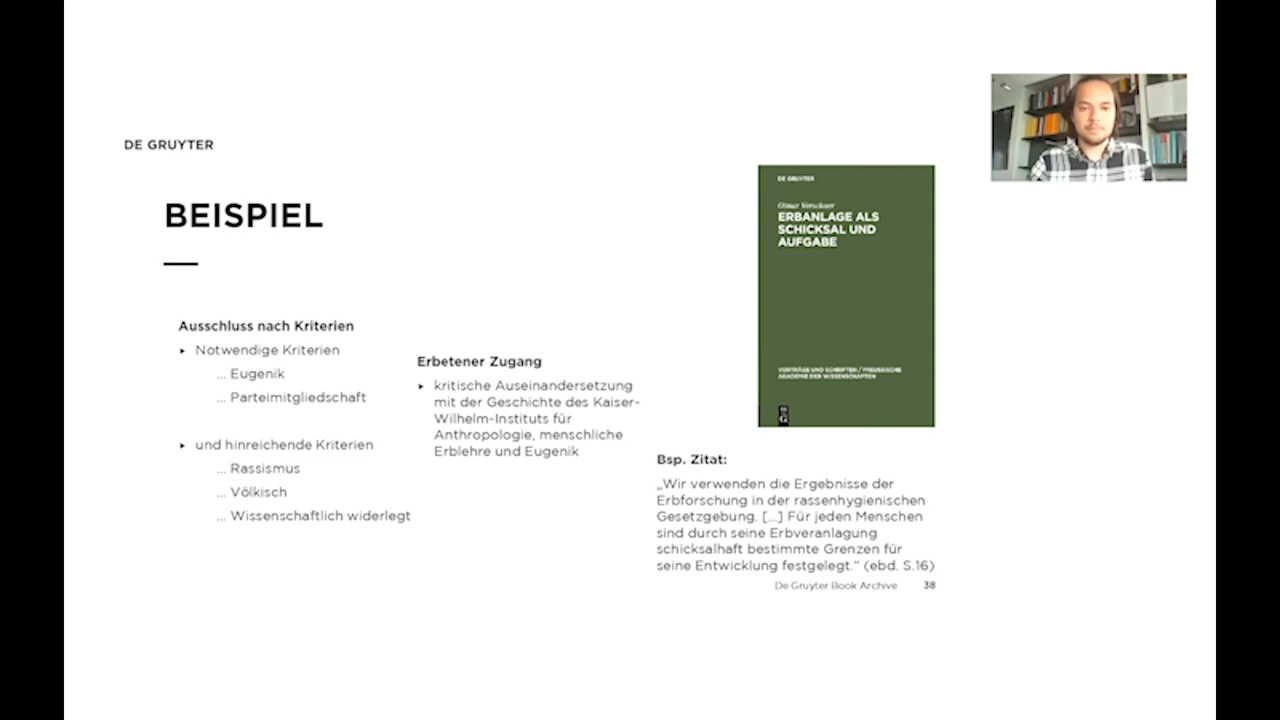 DE GRUYTER
BEISPIEL
Ausschluss nach Kriterien
▸ Notwendige Kriterien
... Eugenik
... Parteimitgliedschaft
▸ und hinreichende Kriterien
... Rassismus
... Völkisch
... Wissenschaftlich widerlegt
Erbetener Zugang
▸ kritische Auseinandersetzung
mit der Geschichte des Kaiser-
Wilhelm-Instituts für
Anthropologie, menschliche
Erblehre und Eugenik
DE GRUYTER
Otmar Verschuer
ERBANLAGE ALS
SCHICKSAL UND
AUFGABE
VORTRÄGE UND SCHRIFTEN / PREUSSISCHE
AKADEMIE DER WISSENSCHAFTEN
Bsp. Zitat:
„Wir verwenden die Ergebnisse der
Erbforschung in der rassenhygienischen
Gesetzgebung. [...] Für jeden Menschen
sind durch seine Erbveranlagung
schicksalhaft bestimmte Grenzen für
seine Entwicklung festgelegt.“ (ebd. S.16)
De Gruyter Book Archive 38